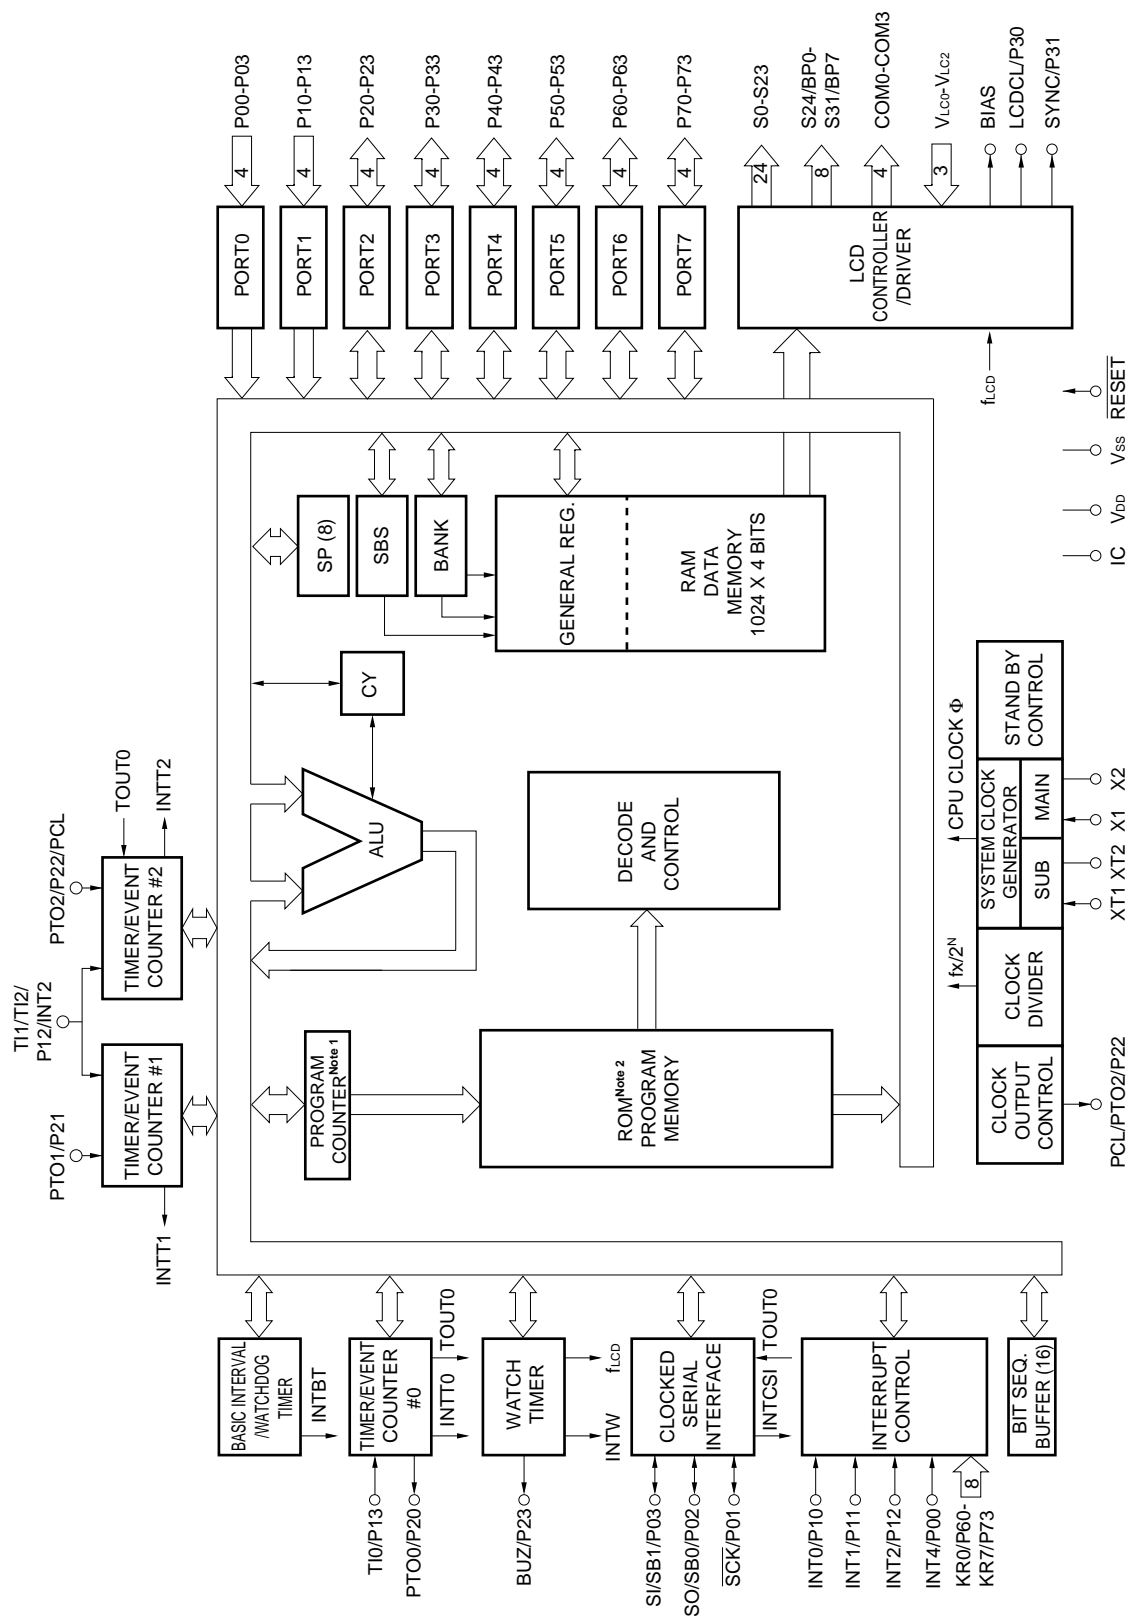 BASIC INTERVAL
/WATCHDOG
TIMER
INTBT
TI0/P13
PTO0/P20
TIMER/EVENT
COUNTER
#0
INTT0
TOUT0
BUZ/P23
WATCH
TIMER
INTW
fLCD
SI/SB1/P03
SO/SB0/P02
SCK/P01
CLOCKED
SERIAL
INTERFACE
INTCSI
TOUT0
INT0/P10
INT1/P11
INT2/P12
INT4/P00
KR0/P60-
KR7/P73
8
INTERRUPT
CONTROL
BIT SEQ.
BUFFER (16)
PTO1/P21
TI1/TI2/
P12/INT2
PTO2/P22/PCL
TOUT0
INTT1
TIMER/EVENT
COUNTER #1
TIMER/EVENT
COUNTER #2
INTT2
PROGRAM
COUNTERNote 1
ALU
CY
SP (8)
SBS
BANK
ROMNote 2
PROGRAM
MEMORY
DECODE
AND
CONTROL
GENERAL REG.
RAM
DATA
MEMORY
1024 X 4 BITS
PORT0
4
P00-P03
PORT1
4
P10-P13
PORT2
4
P20-P23
PORT3
4
P30-P33
PORT4
4
P40-P43
PORT5
4
P50-P53
PORT6
4
P60-P63
PORT7
4
P70-P73
LCD
CONTROLLER
/DRIVER
fLCD
24
S0-S23
8
S24/BP0-
S31/BP7
4
COM0-COM3
3
VLC0-VLC2
BIAS
LCDCL/P30
SYNC/P31
fx/2N
CPU CLOCK Φ
CLOCK
OUTPUT
CONTROL
CLOCK
DIVIDER
SYSTEM CLOCK
GENERATOR
SUB
MAIN
STAND BY
CONTROL
PCL/PTO2/P22
XT1
XT2
X1
X2
IC
VDD
VSS
RESET